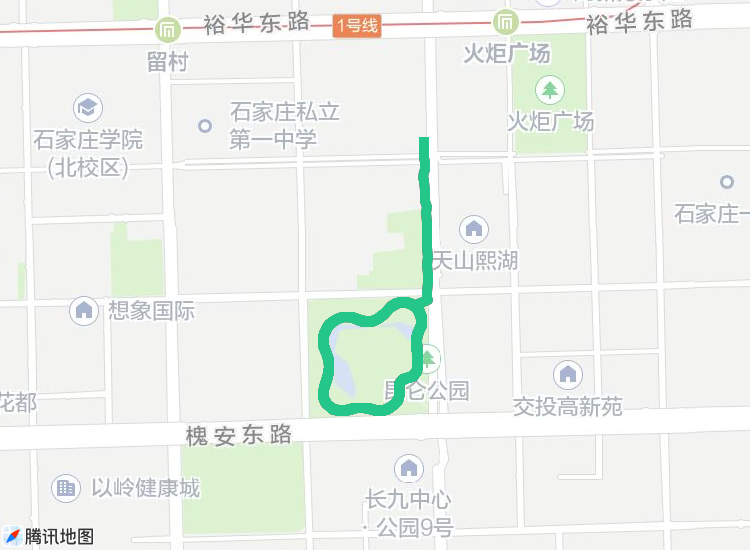 裕华东路
1号线
裕华东路
留村
火炬广场
石家庄私立
第一中学
石家庄学院
(北校区)
火炬广场
石家庄一
天山熙湖
想象国际
昆仑公园
花都
交投高新苑
槐安东路
以岭健康城
长九中心
· 公园9号
腾讯地图